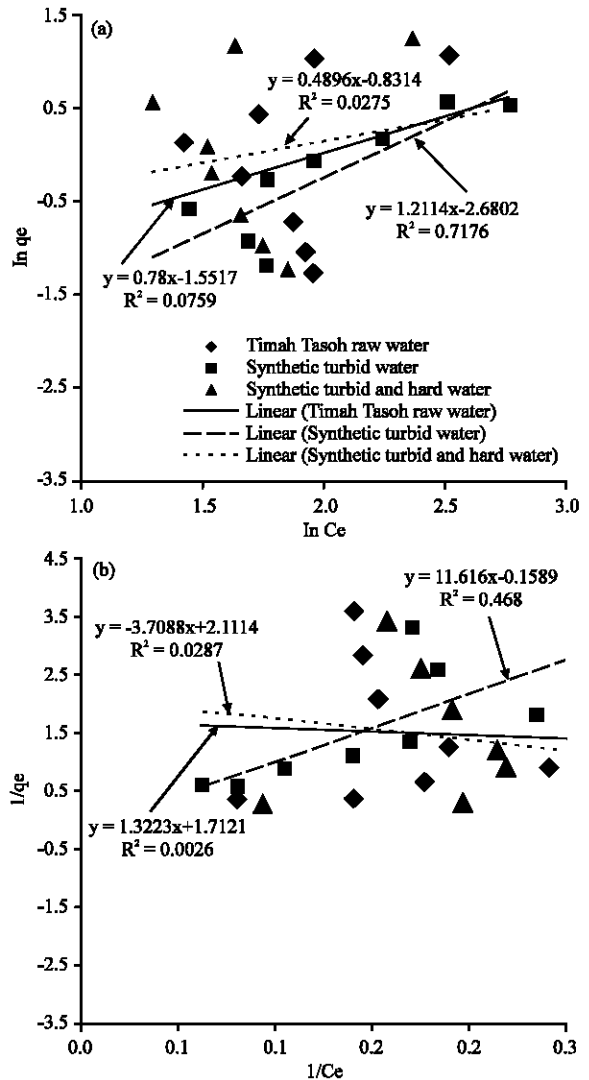 (a)
1.5
0.5
-0.5
-1.5
-2.5
-3.5
In qe
y = 0.4896x-0.8314
R² = 0.0275
y = 1.2114x-2.6802
R² = 0.7176
y = 0.78x-1.5517
R² = 0.0759
Timah Tasoh raw water
Synthetic turbid water
Synthetic turbid and hard water
Linear (Timah Tasoh raw water)
Linear (Synthetic turbid water)
Linear (Synthetic turbid and hard water)
1.0 1.5 2.0 2.5 3.0
In Ce
(b)
4.5
3.5
2.5
1.5
0.5
-0.5
-1.5
-2.5
-3.5
1/qe
y = 11.616x-0.1589
R² = 0.468
y = -3.7088x+2.1114
R² = 0.0287
y = 1.3223x+1.7121
R² = 0.0026
0.0 0.1 0.1 0.2 0.2 0.3
1/Ce